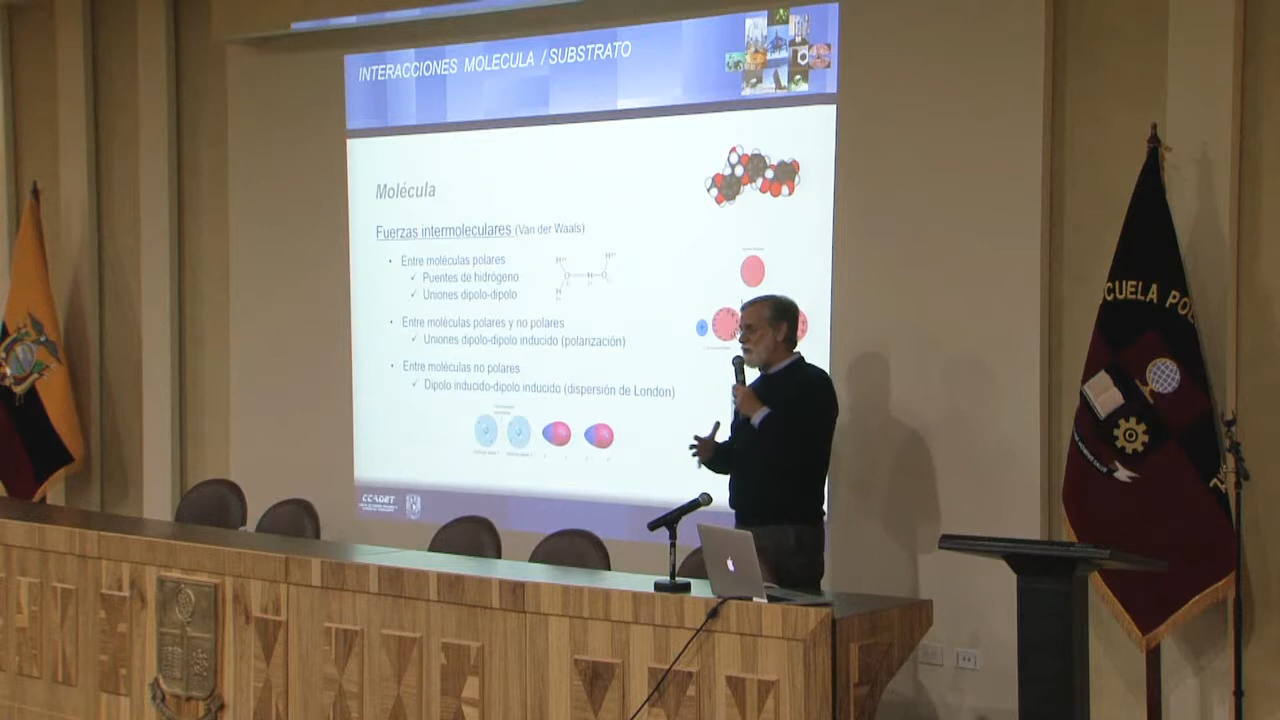 INTERACCIONES MOLECULA / SUBSTRATO
Molécula
Fuerzas intermoleculares (Van der Waals)
• Entre moléculas polares
✓ Puentes de hidrógeno
✓ Uniones dipolo-dipolo
• Entre moléculas polares y no polares
✓ Uniones dipolo-dipolo inducido (polarización)
• Entre moléculas no polares
✓ Dipolo inducido-dipolo inducido (dispersión de London)
CCADET
CUELA POL